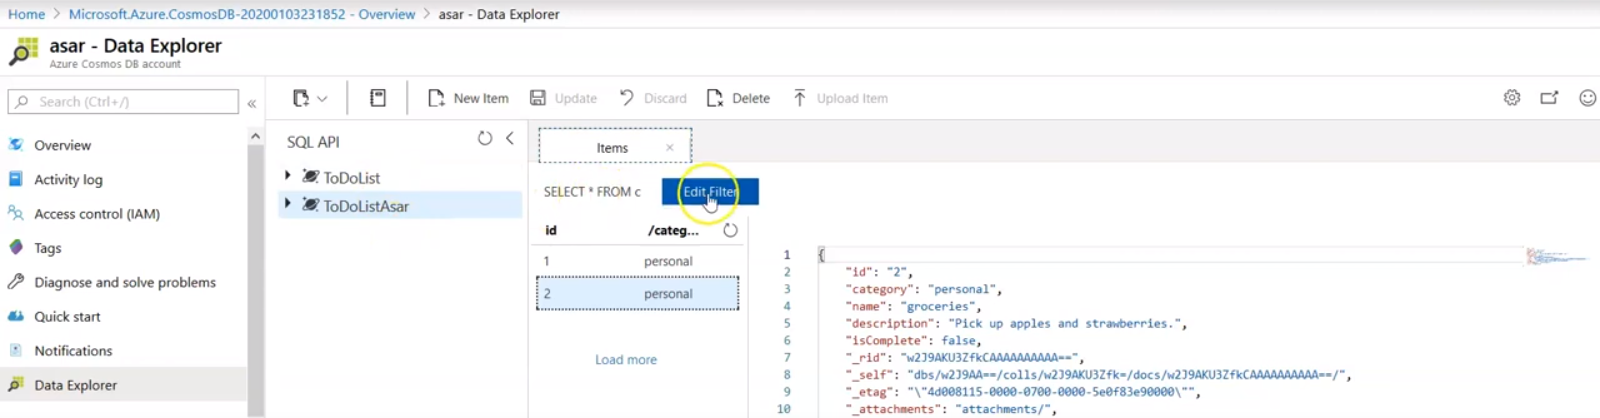 Home > Microsoft.Azure.CosmosDB-20200103231852 - Overview > asar - Data Explorer
asar - Data Explorer
Azure Cosmos DB account
Search (Ctrl+/)
«
Overview
Activity log
Access control (IAM)
Tags
Diagnose and solve problems
Quick start
Notifications
Data Explorer
New Item
Update
Discard
Delete
Upload Item
SQL API
ToDoList
ToDoListAsar
Items
SELECT * FROM c
Edit Filter
id /categ...
1 personal
2 personal
Load more
1 {
2 "id": "2",
3 "category": "personal",
4 "name": "groceries",
5 "description": "Pick up apples and strawberries.",
6 "isComplete": false,
7 "_rid": "w2J9AKU3ZfkCAAAAAAAAAA==",
8 "_self": "dbs/w2J9AA==/colls/w2J9AKU3Zfk=/docs/w2J9AKU3ZfkCAAAAAAAAAA==/",
9 "_etag": "\"4d008115-0000-0700-0000-5e0f83e90000\"",
10 "_attachments": "attachments/",